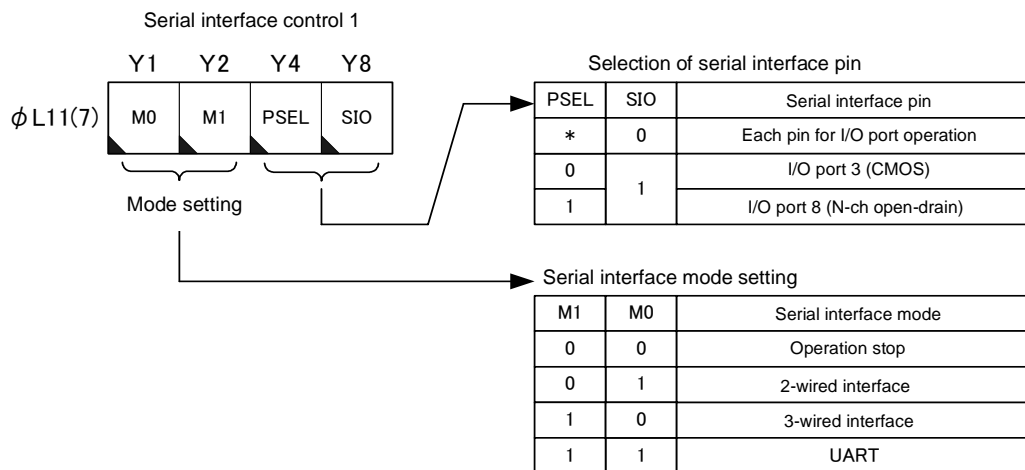 Serial interface control 1
Y1 Y2 Y4 Y8
φL11(7) M0 M1 PSEL SIO
Mode setting
Selection of serial interface pin
PSEL SIO Serial interface pin
* 0 Each pin for I/O port operation
0 1 I/O port 3 (CMOS)
1 I/O port 8 (N-ch open-drain)
Serial interface mode setting
M1 M0 Serial interface mode
0 0 Operation stop
0 1 2-wired interface
1 0 3-wired interface
1 1 UART